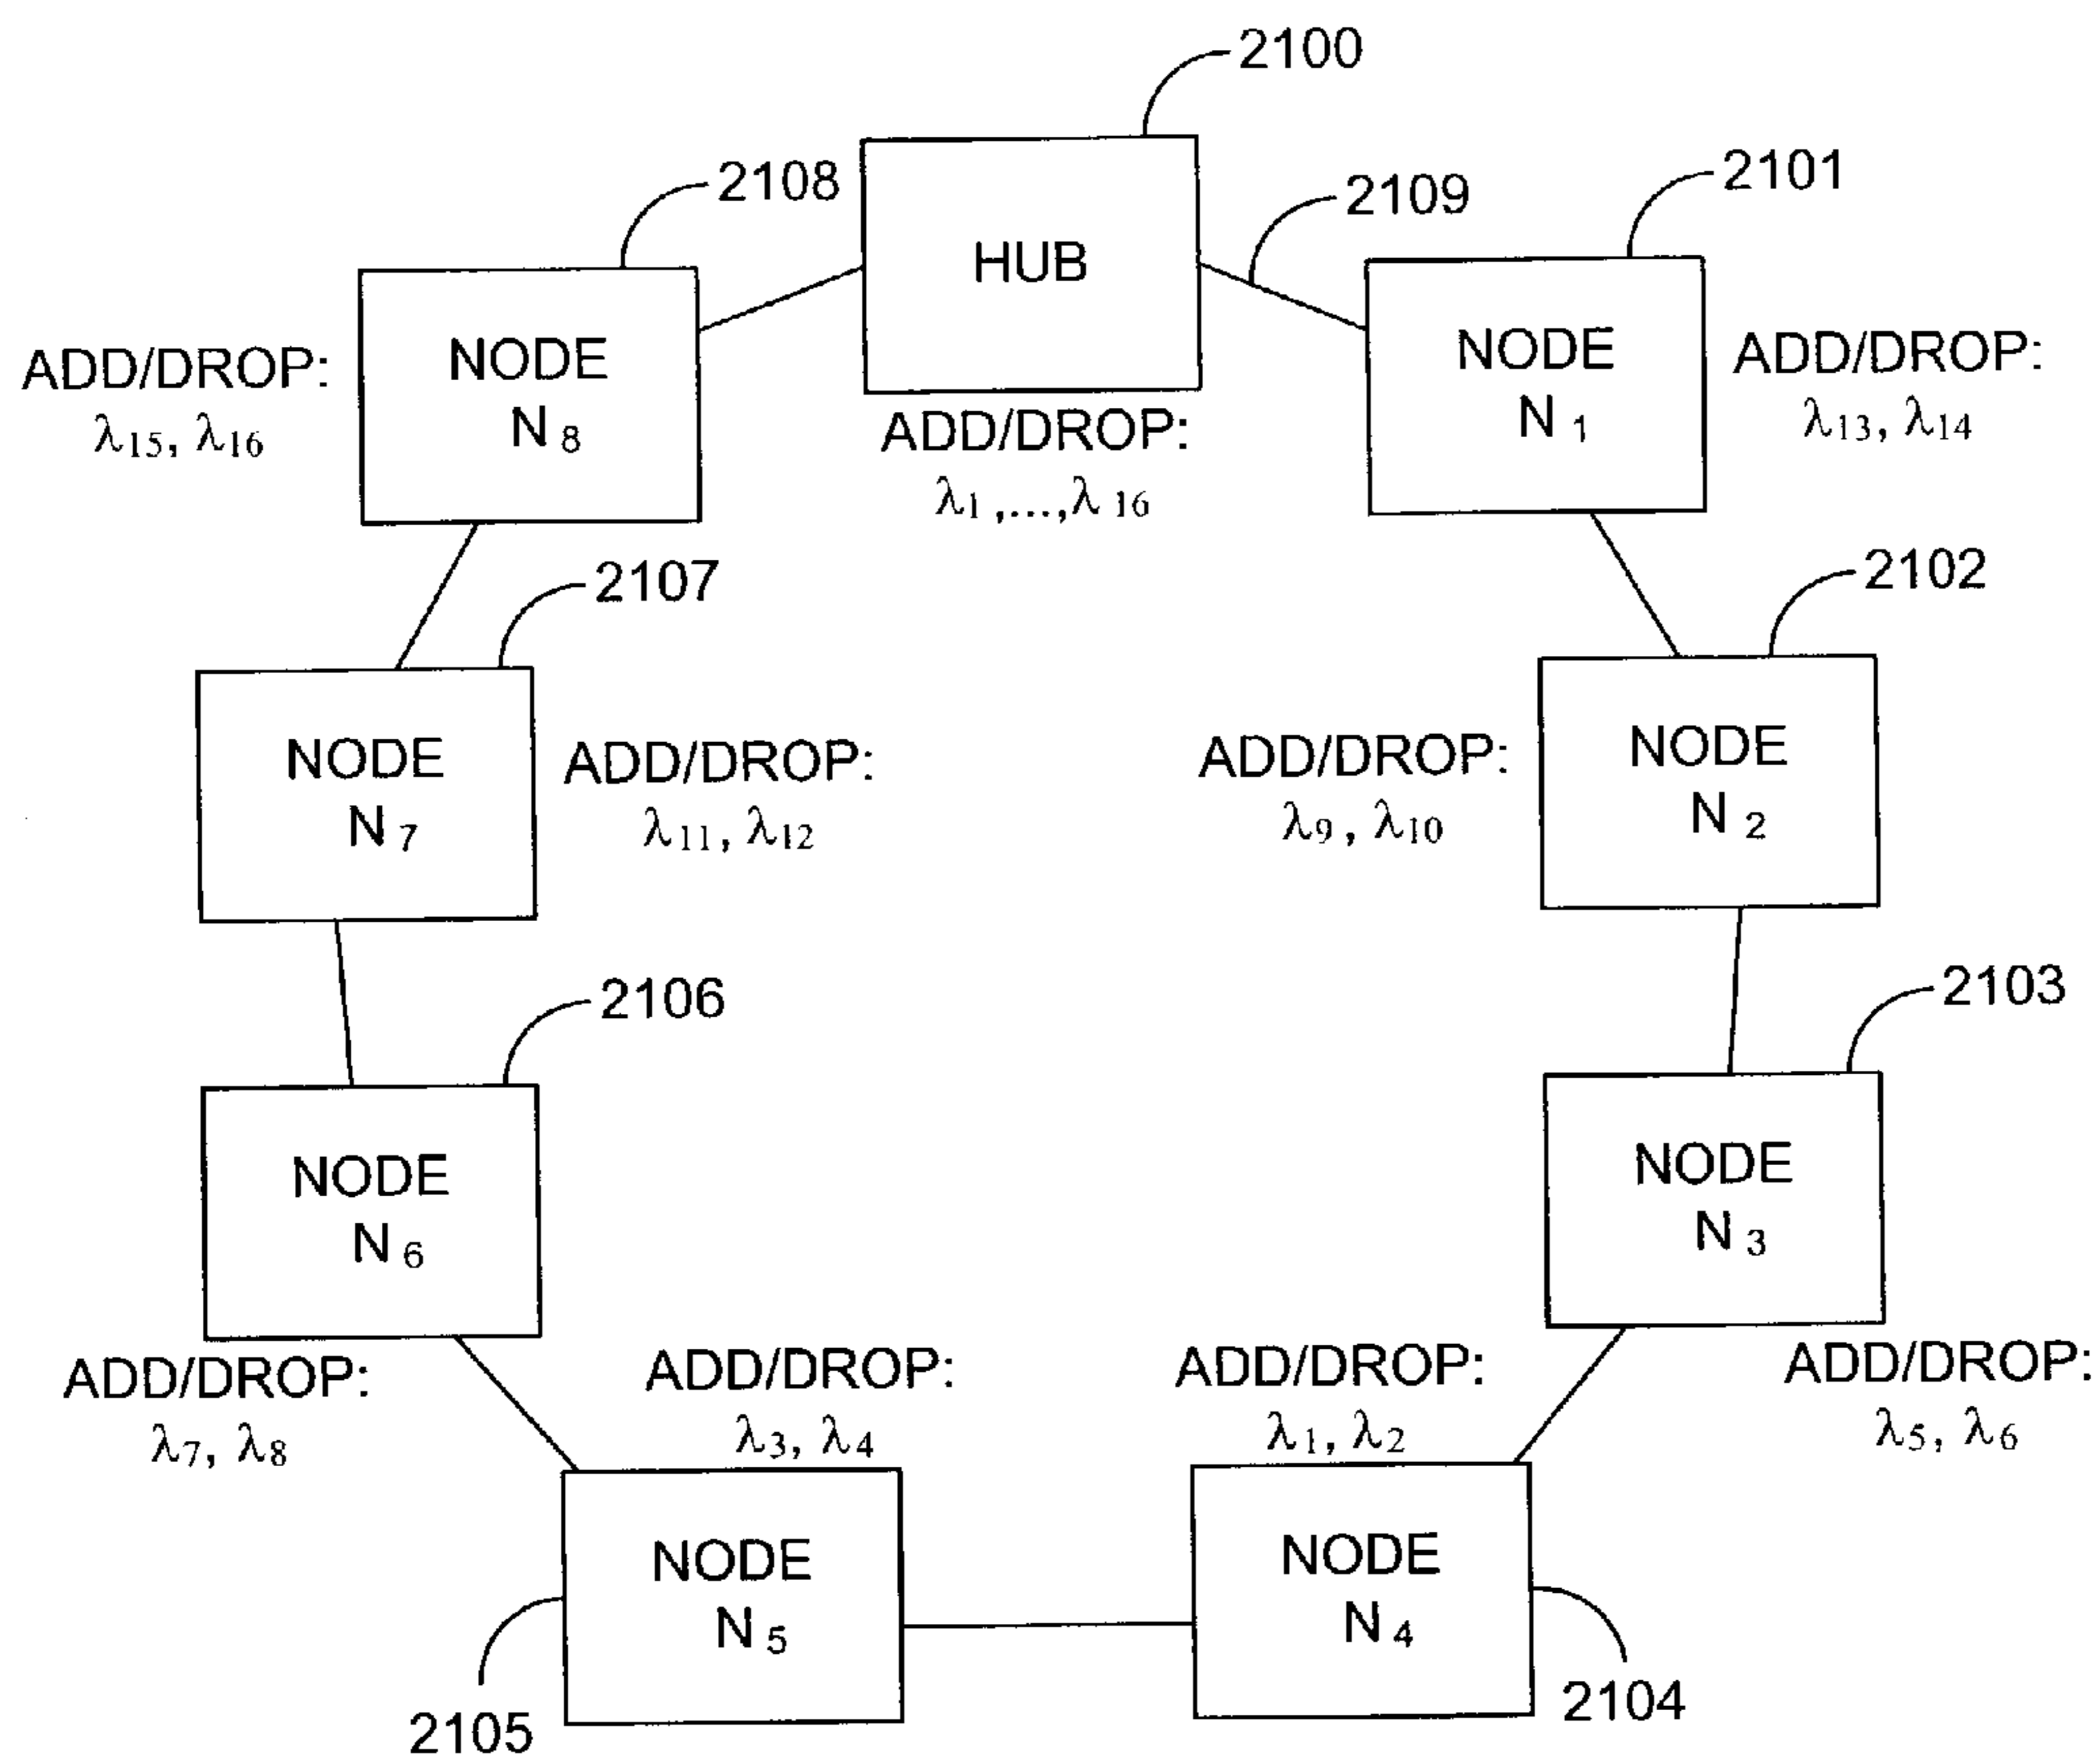 2100
2108
2109
2101
HUB
NODE
N 8
NODE
N 1
ADD/DROP:
λ15, λ16
ADD/DROP:
λ1 ,...,λ 16
ADD/DROP:
λ13, λ14
2107
2102
NODE
N 7
ADD/DROP:
λ11, λ12
ADD/DROP:
λ9 , λ10
NODE
N 2
2106
2103
NODE
N 6
NODE
N 3
ADD/DROP:
λ7, λ8
ADD/DROP:
λ3, λ4
ADD/DROP:
λ1, λ2
ADD/DROP:
λ5, λ6
NODE
N 5
NODE
N 4
2105
2104